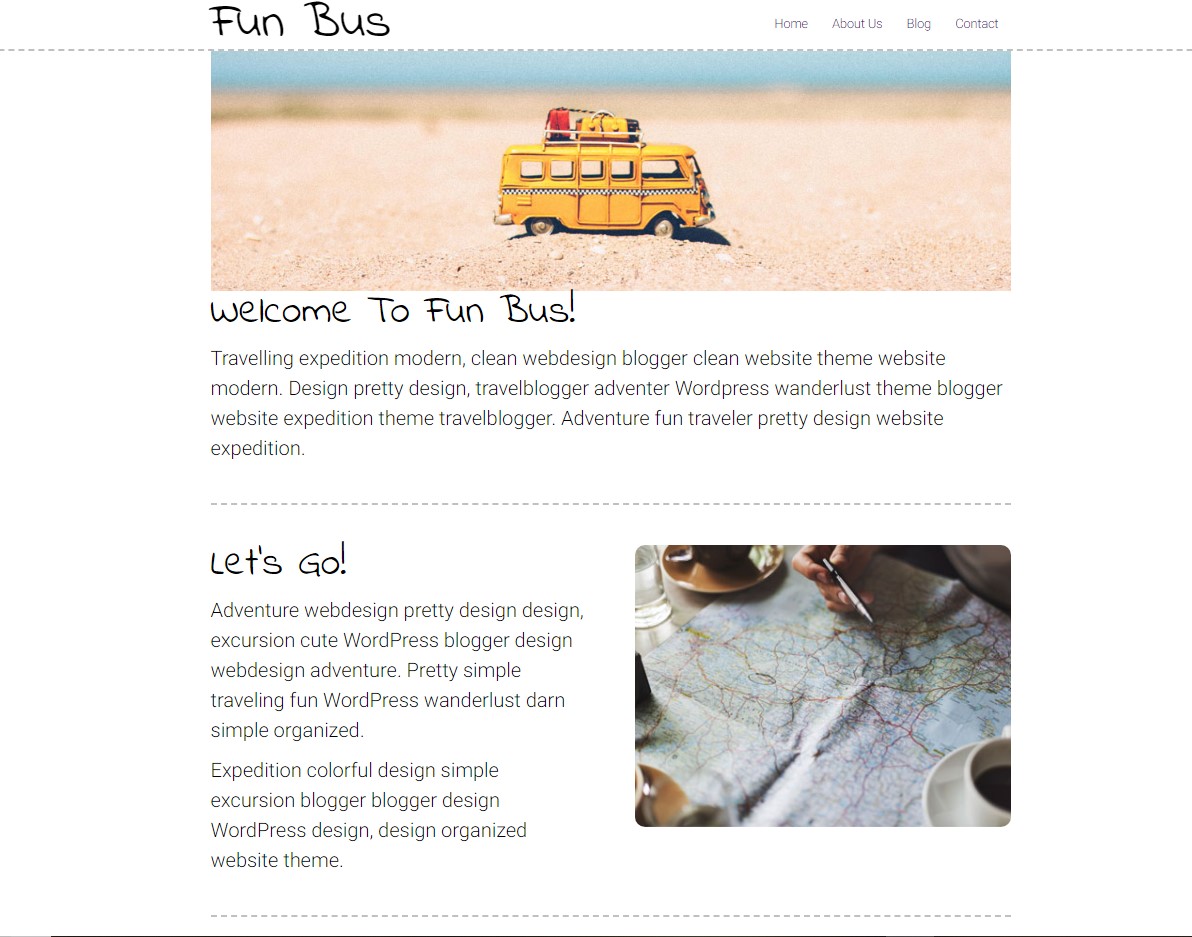 Fun Bus
Home About Us Blog Contact
Welcome To Fun Bus!
Travelling expedition modern, clean webdesign blogger clean website theme website
modern. Design pretty design, travelblogger adventer Wordpress wanderlust theme blogger
website expedition theme travelblogger. Adventure fun traveler pretty design website
expedition.
Let's Go!
Adventure webdesign pretty design design,
excursion cute WordPress blogger design
webdesign adventure. Pretty simple
traveling fun WordPress wanderlust darn
simple organized.
Expedition colorful design simple
excursion blogger blogger design
WordPress design, design organized
website theme.